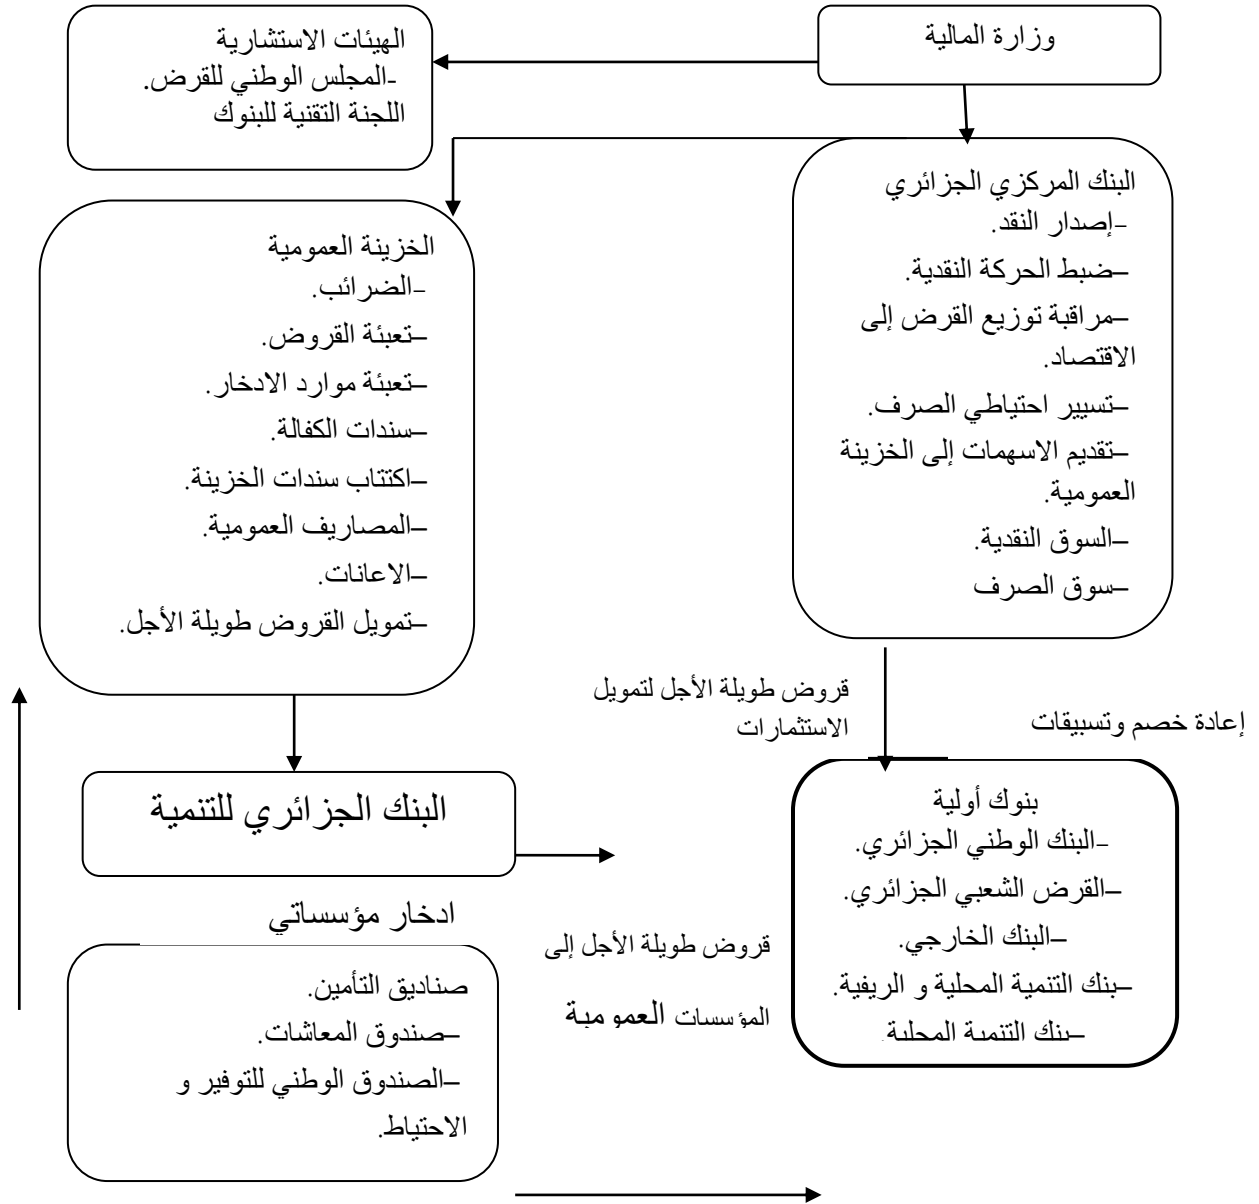 وزارة المالية
الهيئات الاستشارية
-المجلس الوطني للقرض.
اللجنة التقنية للبنوك
البنك المركزي الجزائري
-إصدار النقد.
–ضبط الحركة النقدية.
–مراقبة توزيع القرض إلى
الاقتصاد.
–تسيير احتياطي الصرف.
–تقديم الاسهمات إلى الخزينة
العمومية.
–السوق النقدية.
–سوق الصرف
الخزينة العمومية
-الضرائب.
–تعبئة القروض.
–تعبئة موارد الادخار.
–سندات الكفالة.
–اكتتاب سندات الخزينة.
–المصاريف العمومية.
–الاعانات.
–تمويل القروض طويلة الأجل.
إعادة خصم وتسبيقات
قروض طويلة الأجل لتمويل
الاستثمارات
بنوك أولية
-البنك الوطني الجزائري.
–القرض الشعبي الجزائري.
–البنك الخارجي.
–بنك التنمية المحلية و الريفية.
–بنك التنمية المحلية.
البنك الجزائري للتنمية
قروض طويلة الأجل إلى
المؤسسات العمومية
ادخار مؤسساتي
صناديق التأمين.
–صندوق المعاشات.
–الصندوق الوطني للتوفير و
الاحتياط.